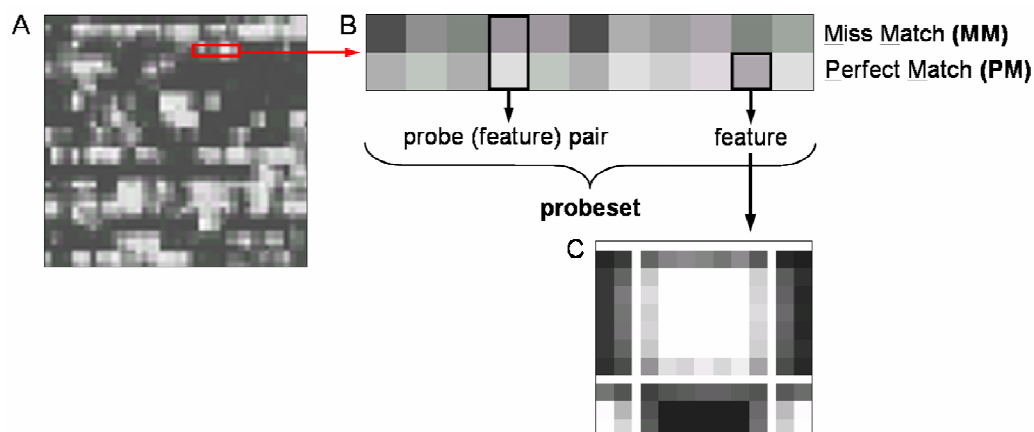 A
B
Miss Match (MM)
Perfect Match (PM)
probe (feature) pair
feature
probeset
C